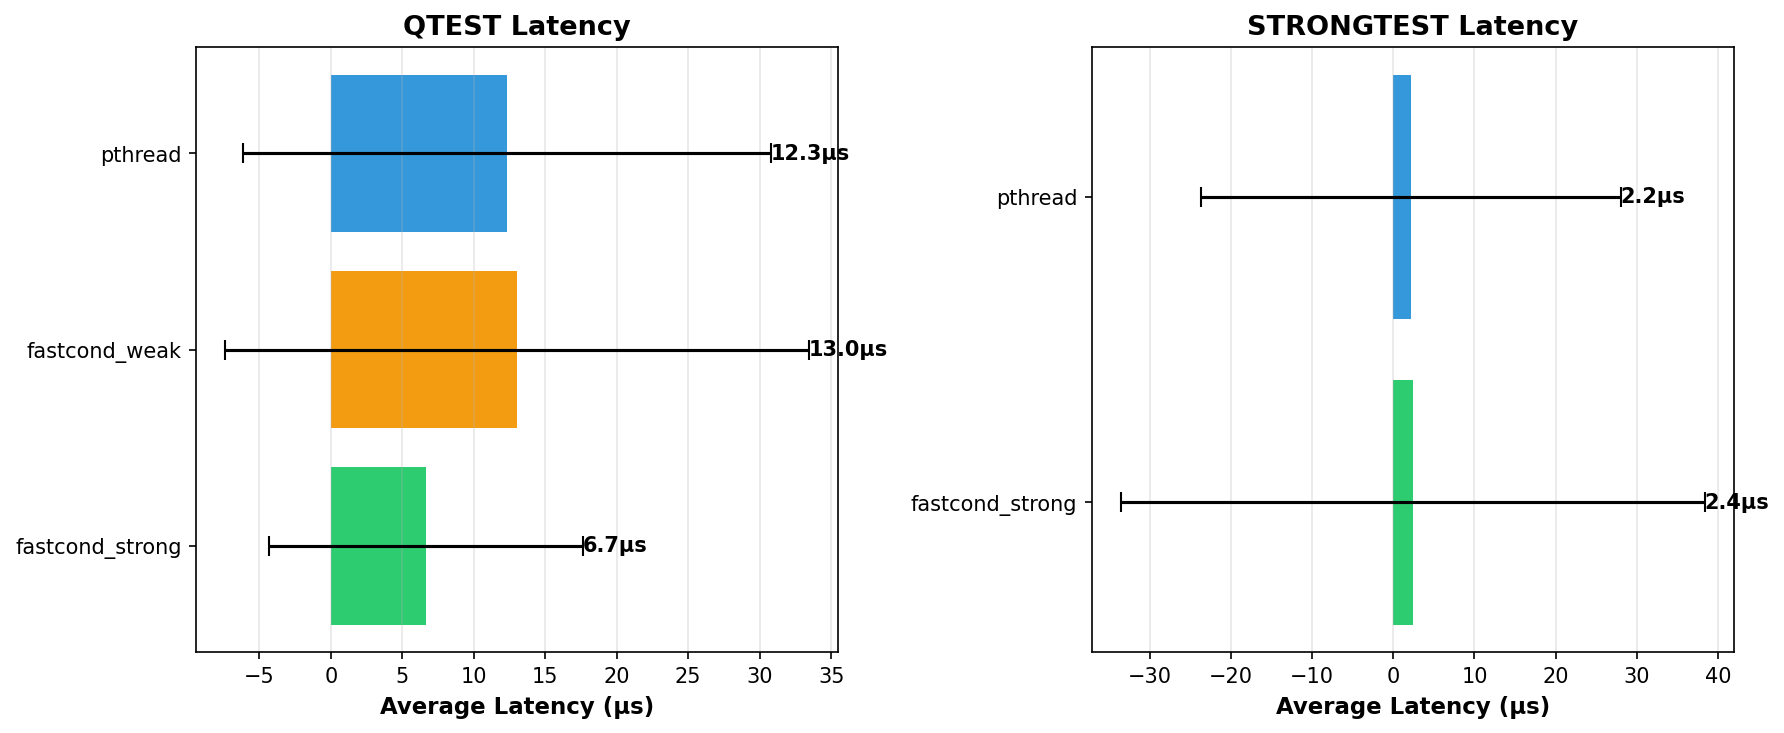 QTEST Latency
pthread
12.3µs
fastcond_weak
13.0µs
fastcond_strong
6.7µs
−5 0 5 10 15 20 25 30 35
Average Latency (µs)
STRONGTEST Latency
pthread
2.2µs
fastcond_strong
2.4µs
−30 −20 −10 0 10 20 30 40
Average Latency (µs)